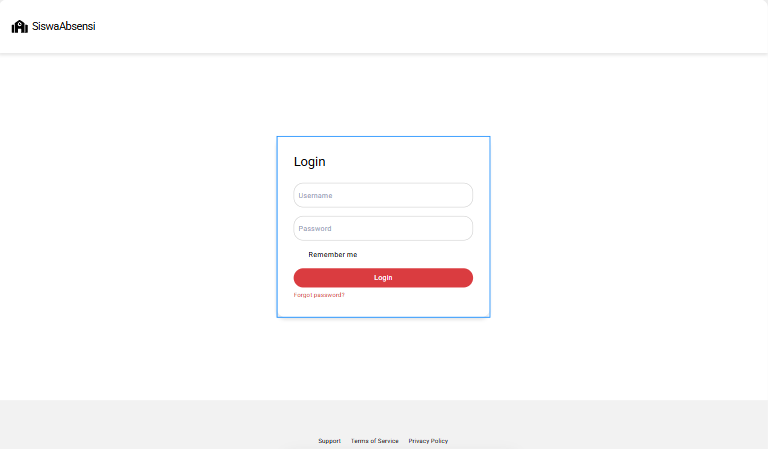 SiswaAbsensi
Login
Username
Password
Remember me
Login
Forgot password?
Support Terms of Service Privacy Policy